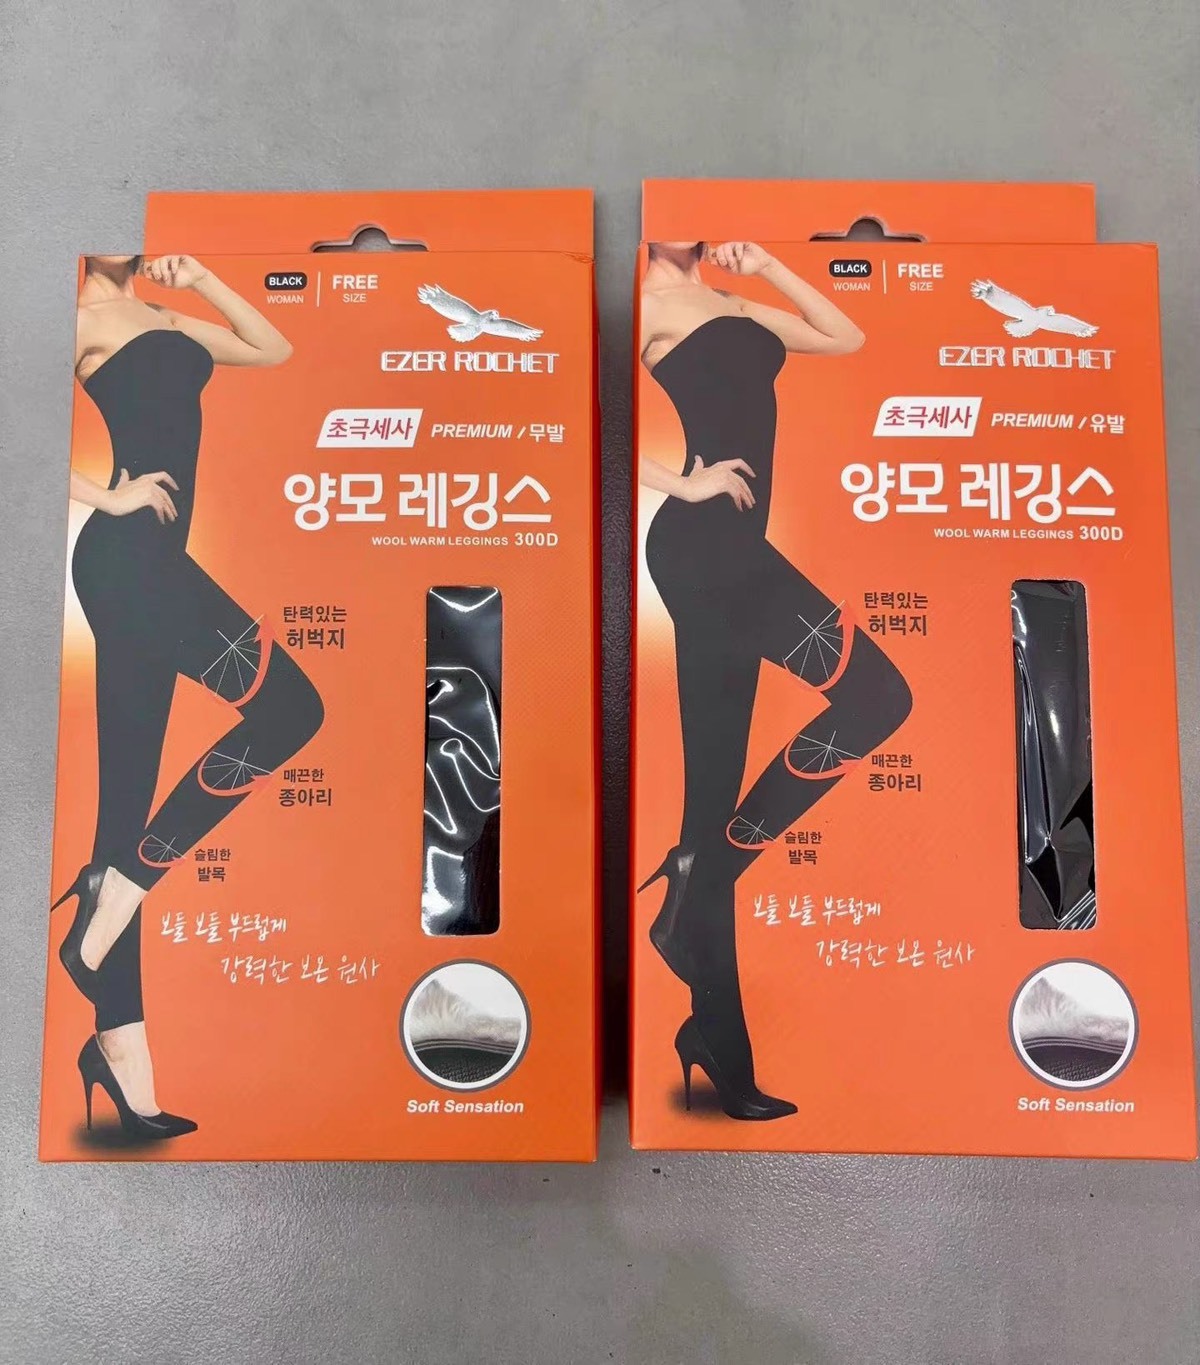 BLACK
WOMAN
FREE
SIZE
EZER ROCHET
초극세사 PREMIUM / 무발
양모 레깅스
WOOL WARM LEGGINGS 300D
탄력있는
허벅지
매끈한
종아리
슬림한
발목
보들 보들 부드럽게
강력한 보온 원사
Soft Sensation
BLACK
WOMAN
FREE
SIZE
EZER ROCHET
초극세사 PREMIUM / 유발
양모 레깅스
WOOL WARM LEGGINGS 300D
탄력있는
허벅지
매끈한
종아리
슬림한
발목
보들 보들 부드럽게
강력한 보온 원사
Soft Sensation